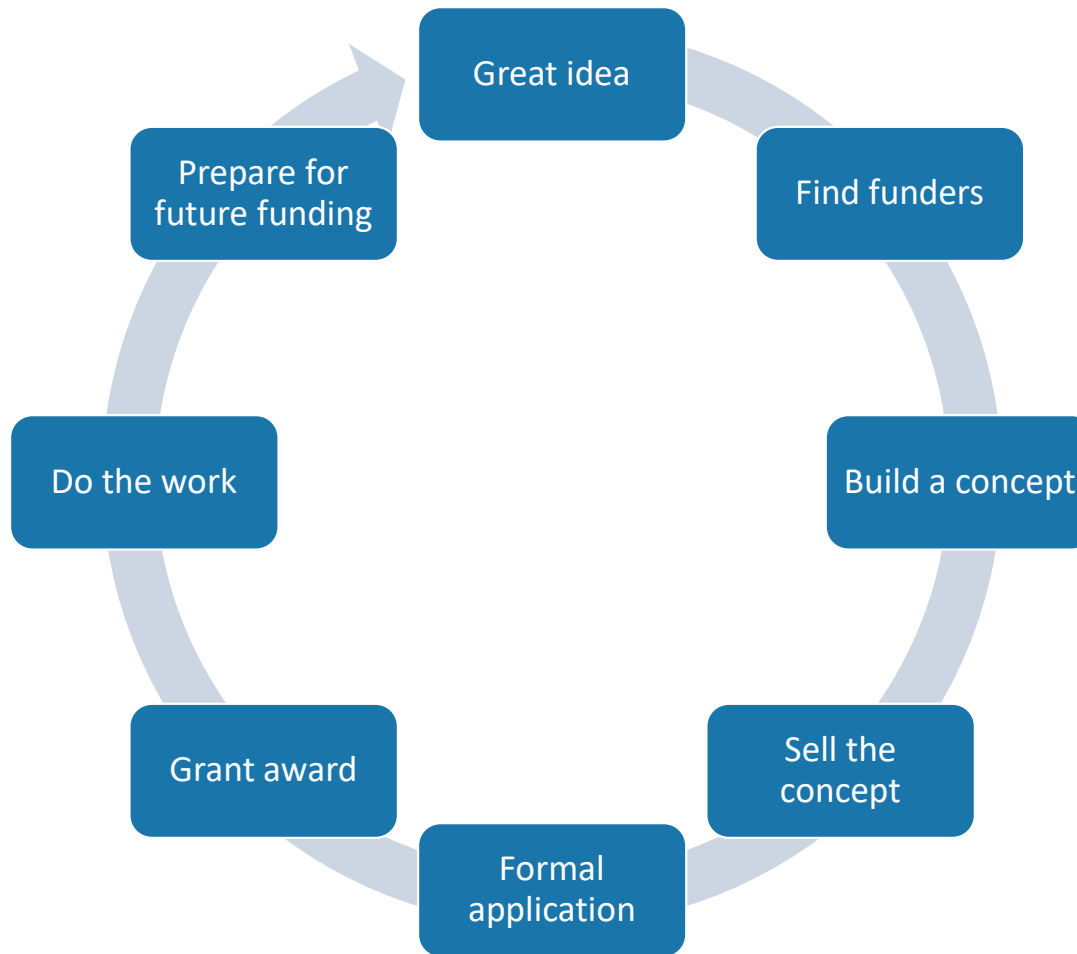 Great idea
Find funders
Build a concept
Sell the
concept
Formal
application
Grant award
Do the work
Prepare for
future funding